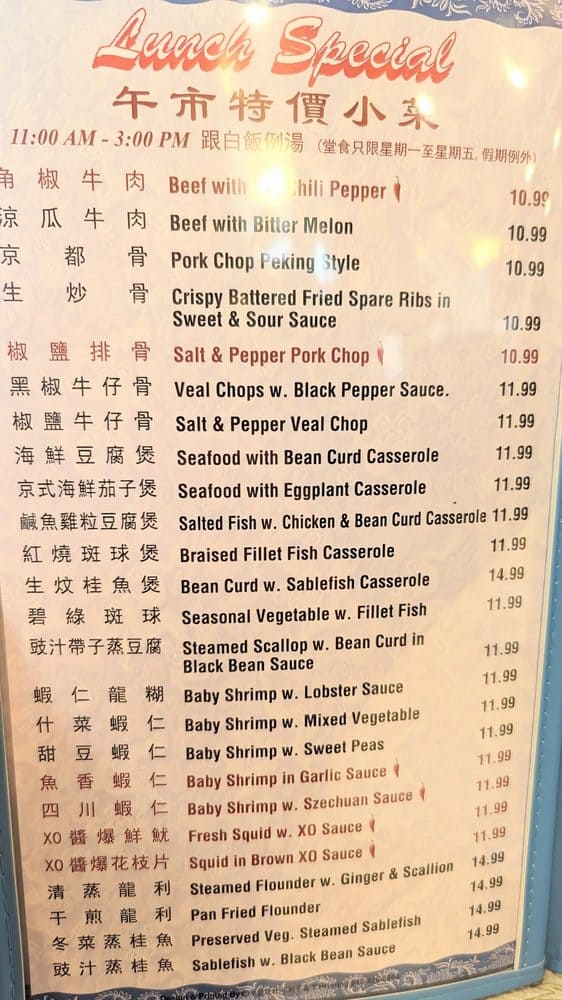 Lunch Special
午市特價小菜
11:00 AM - 3:00 PM 跟白飯例湯 (堂食只限星期一至星期五, 假期例外)
角椒牛肉 Beef with Chili Pepper 10.99
涼瓜牛肉 Beef with Bitter Melon 10.99
京都骨 Pork Chop Peking Style 10.99
生炒骨 Crispy Battered Fried Spare Ribs in
Sweet & Sour Sauce 10.99
椒鹽排骨 Salt & Pepper Pork Chop 10.99
黑椒牛仔骨 Veal Chops w. Black Pepper Sauce. 11.99
椒鹽牛仔骨 Salt & Pepper Veal Chop 11.99
海鮮豆腐煲 Seafood with Bean Curd Casserole 11.99
京式海鮮茄子煲 Seafood with Eggplant Casserole 11.99
鹹魚雞粒豆腐煲 Salted Fish w. Chicken & Bean Curd Casserole 11.99
紅燒斑球煲 Braised Fillet Fish Casserole 11.99
生炆桂魚煲 Bean Curd w. Sablefish Casserole 14.99
碧綠斑球 Seasonal Vegetable w. Fillet Fish 11.99
豉汁帶子蒸豆腐 Steamed Scallop w. Bean Curd in
Black Bean Sauce 11.99
蝦仁龍糊 Baby Shrimp w. Lobster Sauce 11.99
什菜蝦仁 Baby Shrimp w. Mixed Vegetable 11.99
甜豆蝦仁 Baby Shrimp w. Sweet Peas 11.99
魚香蝦仁 Baby Shrimp in Garlic Sauce 11.99
四川蝦仁 Baby Shrimp w. Szechuan Sauce 11.99
XO醬爆鮮魷 Fresh Squid w. XO Sauce 11.99
XO醬爆花枝片 Squid in Brown XO Sauce 11.99
清蒸龍利 Steamed Flounder w. Ginger & Scallion 14.99
干煎龍利 Pan Fried Flounder 14.99
冬菜蒸桂魚 Preserved Veg. Steamed Sablefish 14.99
豉汁蒸桂魚 Sablefish w. Black Bean Sauce 14.99
Design & Printed By: